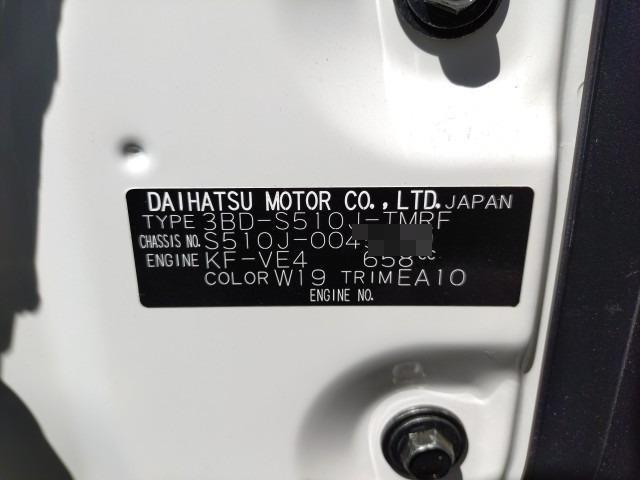 DAIHATSU MOTOR CO.,LTD. JAPAN
TYPE 3BD-S510J-TMRF
CHASSIS NO. S510J-004
ENGINE KF-VE4 658cc
COLOR W19 TRIM EA10
ENGINE NO.